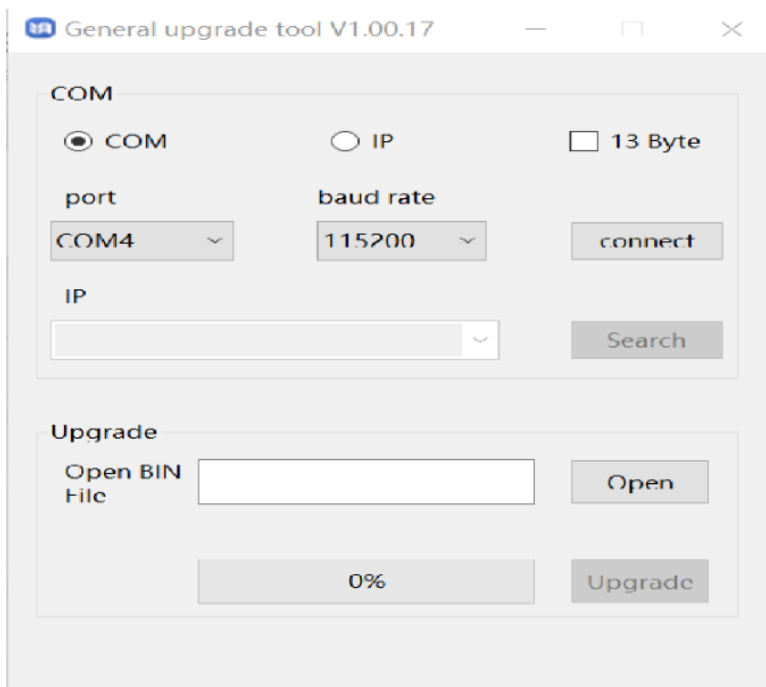 General upgrade tool V1.00.17
COM
COM
IP
13 Byte
port
baud rate
COM4
115200
connect
IP
Search
Upgrade
Open BIN
File
Open
0%
Upgrade